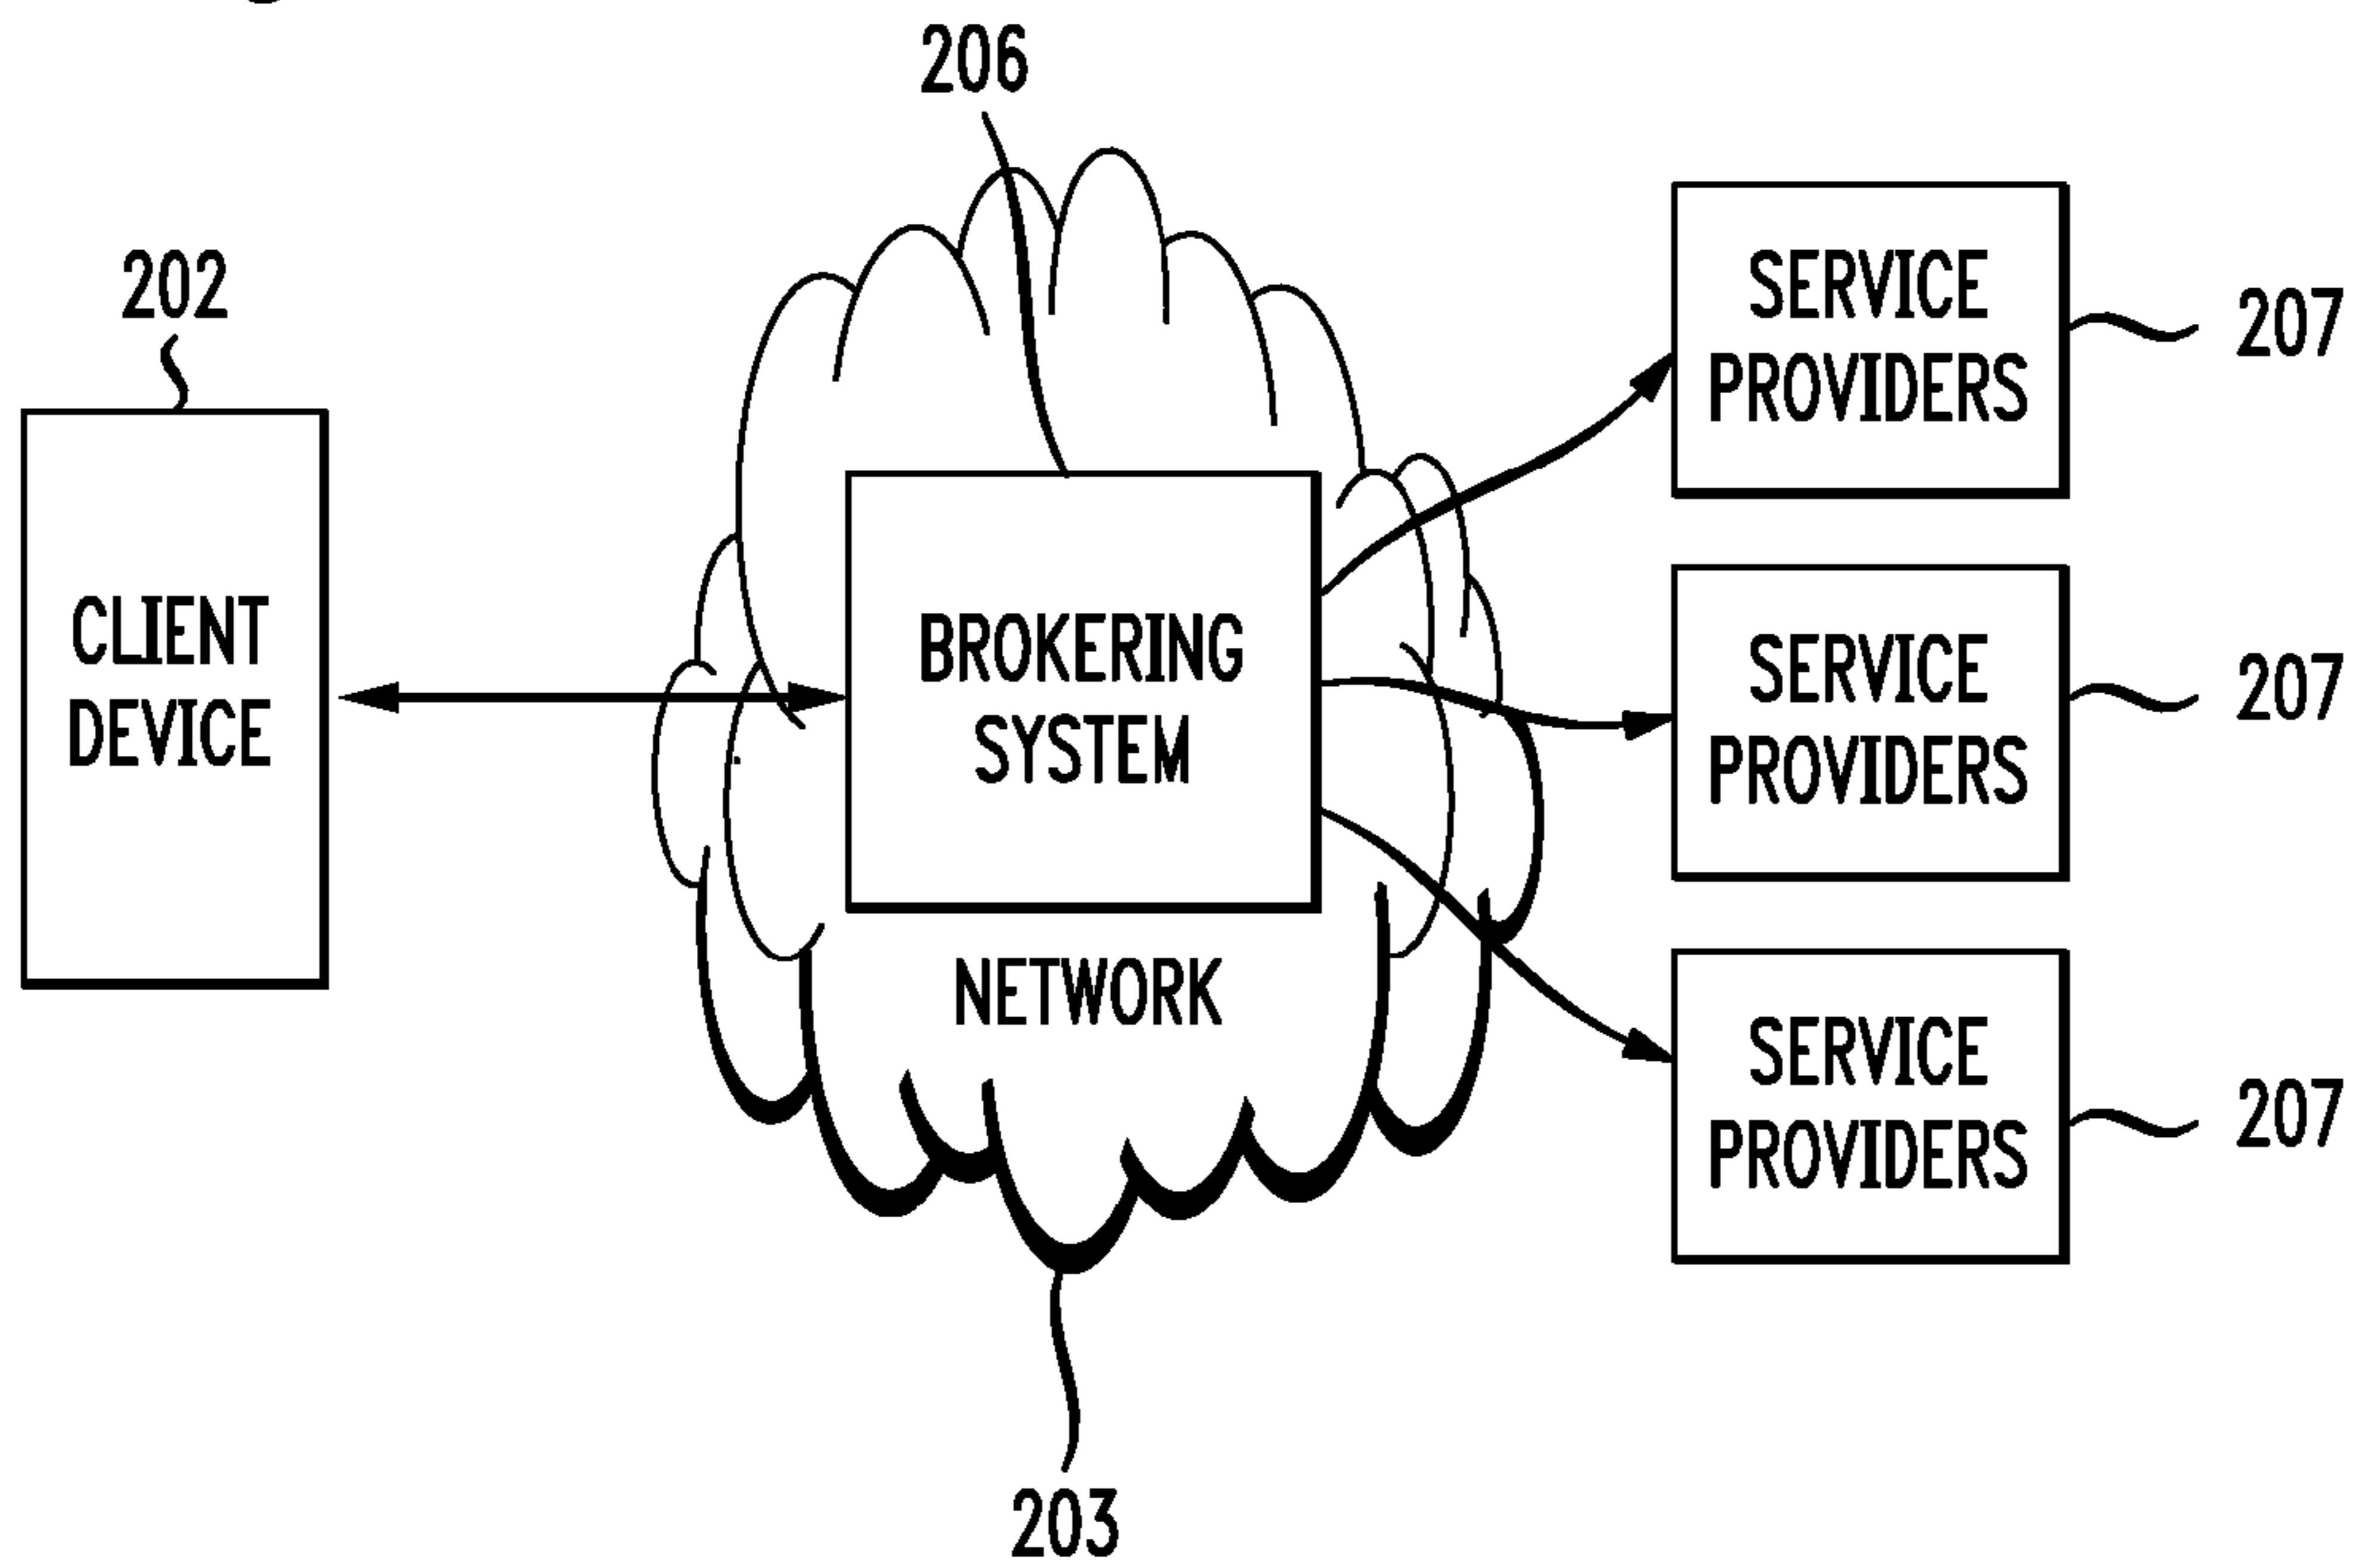 206
202
CLIENT
DEVICE
BROKERING
SYSTEM
NETWORK
203
SERVICE
PROVIDERS
207
SERVICE
PROVIDERS
207
SERVICE
PROVIDERS
207